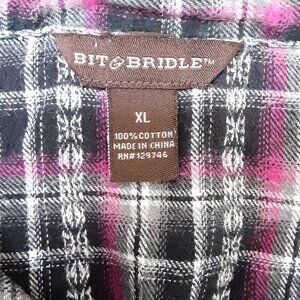 BIT & BRIDLE™
XL
100% COTTON
MADE IN CHINA
RN#129746